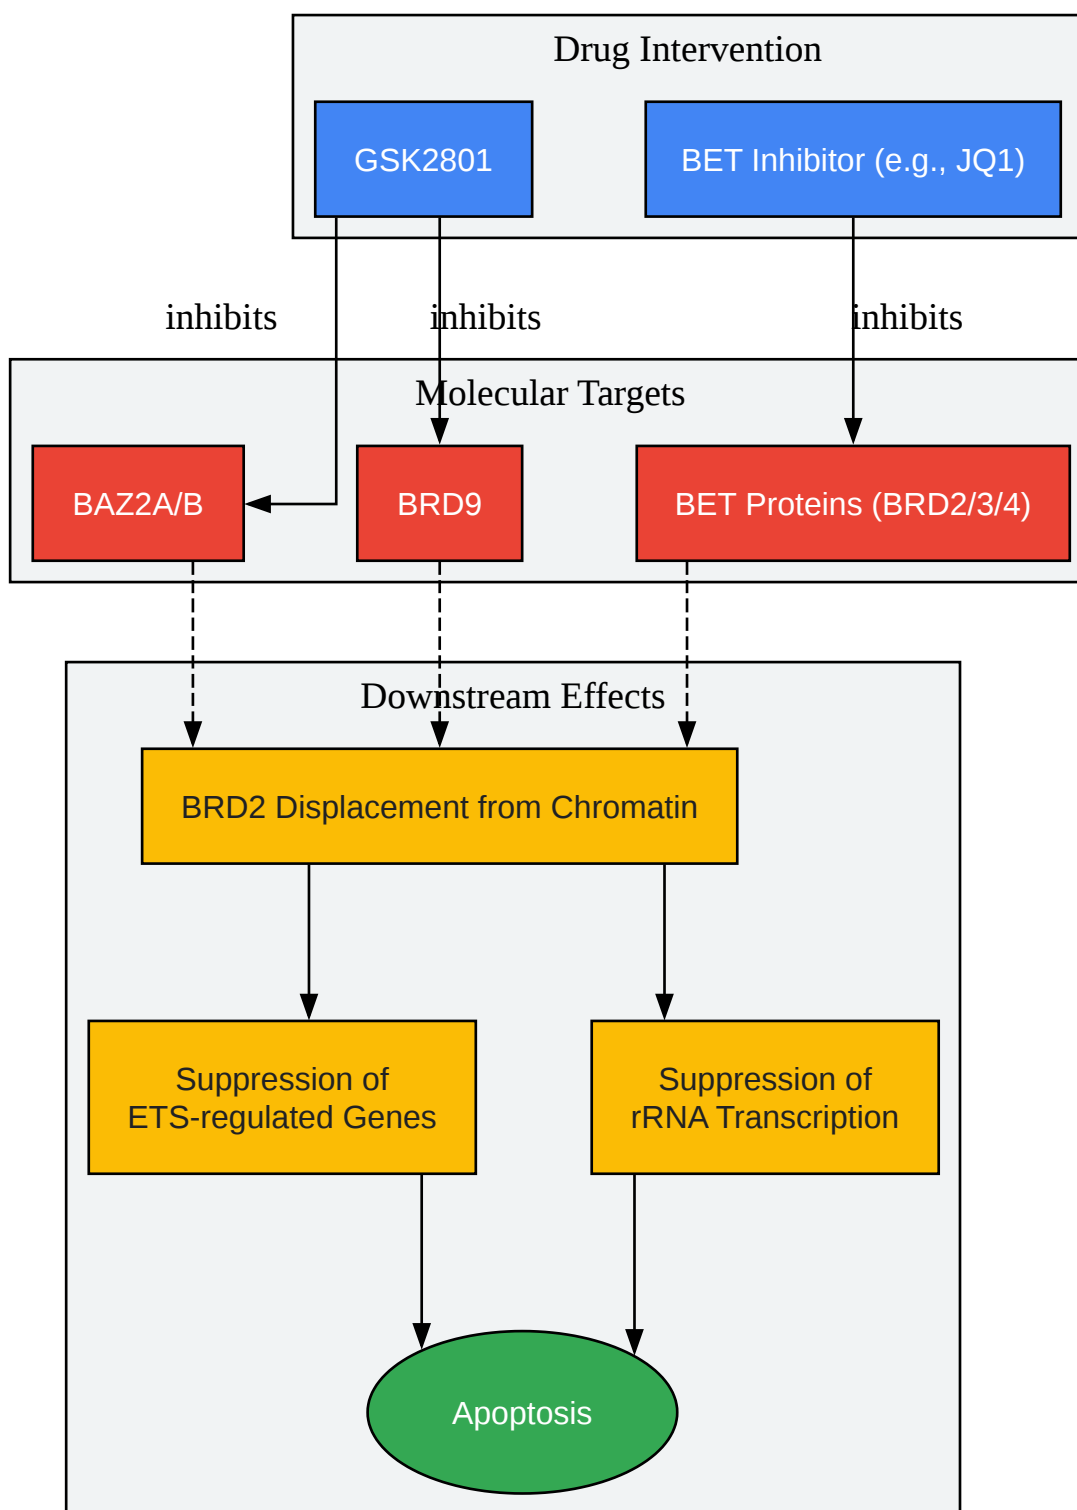 Drug Intervention
GSK2801
BET Inhibitor (e.g., JQ1)
inhibits
inhibits
inhibits
Molecular Targets
BAZ2A/B
BRD9
BET Proteins (BRD2/3/4)
Downstream Effects
BRD2 Displacement from Chromatin
Suppression of
ETS-regulated Genes
Suppression of
rRNA Transcription
Apoptosis